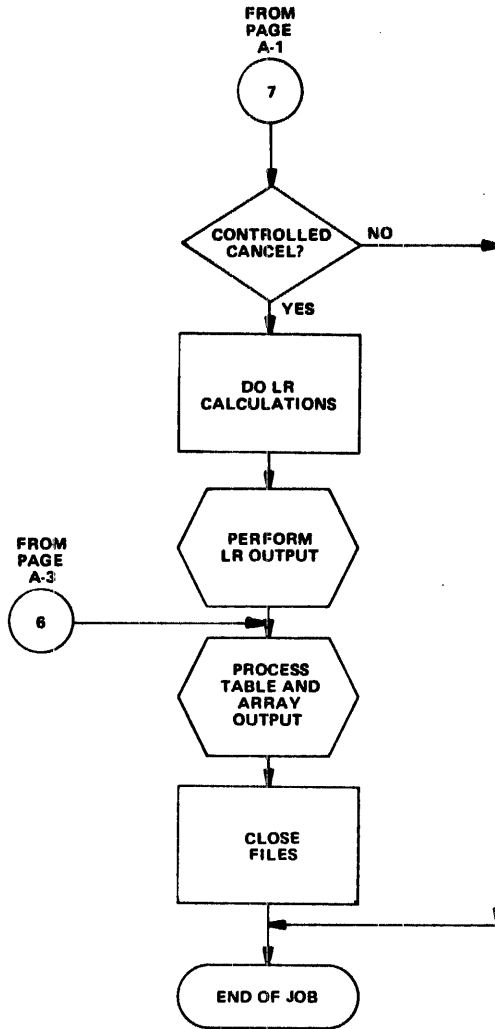 FROM
PAGE
A-1
7
CONTROLLED
CANCEL?
NO
YES
DO LR
CALCULATIONS
PERFORM
LR OUTPUT
FROM
PAGE
A-3
6
PROCESS
TABLE AND
ARRAY
OUTPUT
CLOSE
FILES
END OF JOB